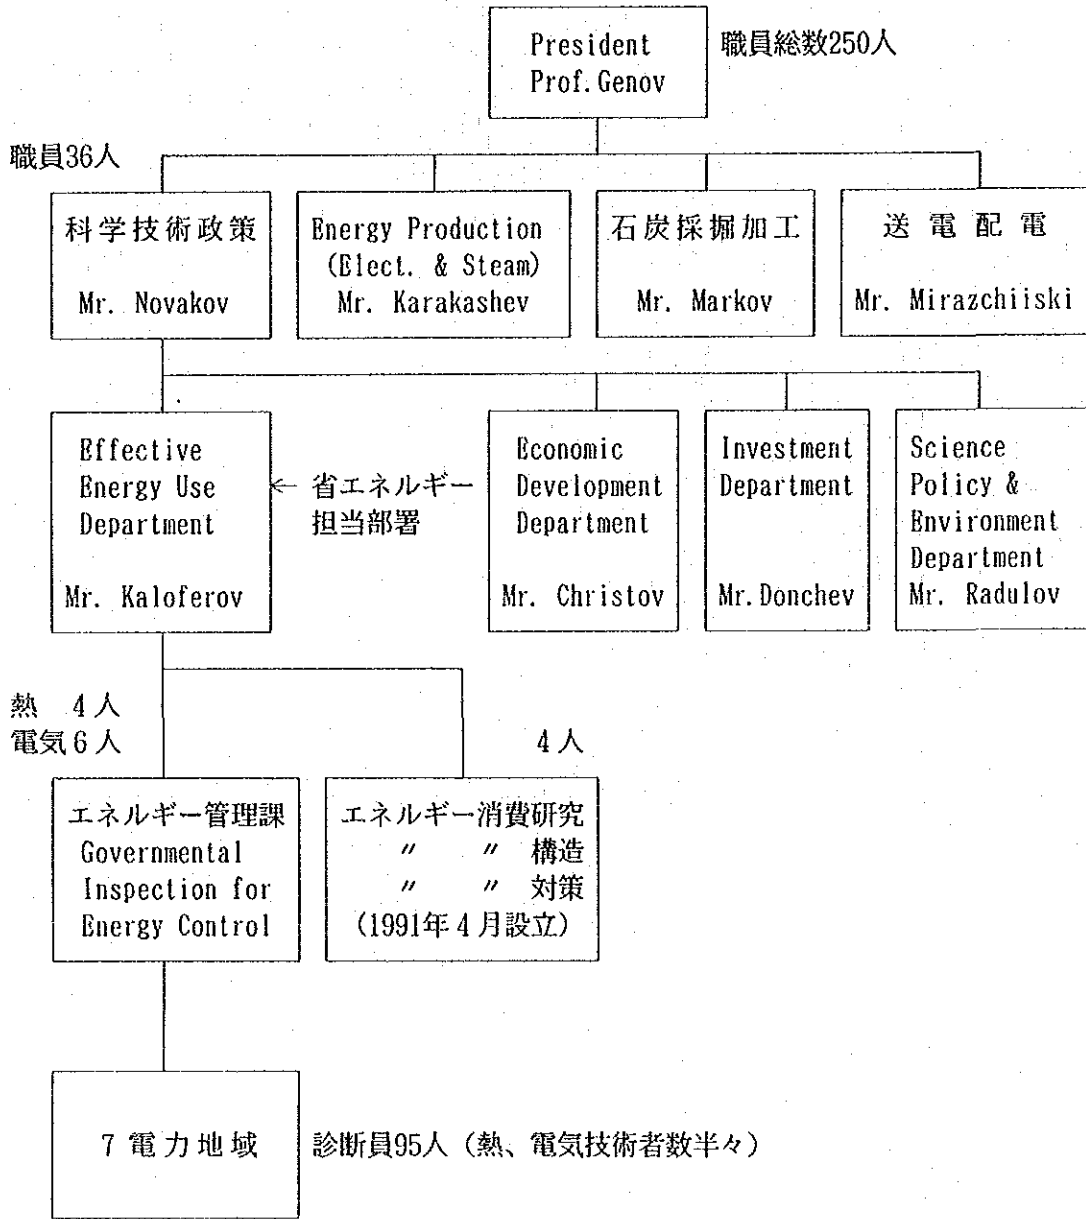 President
Prof.Genov
職員総数250人
職員36人
科学技術政策
Mr. Novakov
Energy Production
(Elect. & Steam)
Mr. Karakashev
石炭採掘加工
Mr. Markov
送電配電
Mr. Mirazchiiski
Effective
Energy Use
Department
Mr. Kaloferov
← 省エネルギー
担当部署
Economic
Development
Department
Mr. Christov
Investment
Department
Mr.Donchev
Science
Policy &
Environment
Department
Mr. Radulov
熱 4人
電気6人
4人
エネルギー管理課
Governmental
Inspection for
Energy Control
エネルギー消費研究
〃 〃 構造
〃 〃 対策
(1991年4月設立)
7電力地域
診断員95人(熱、電気技術者数半々)